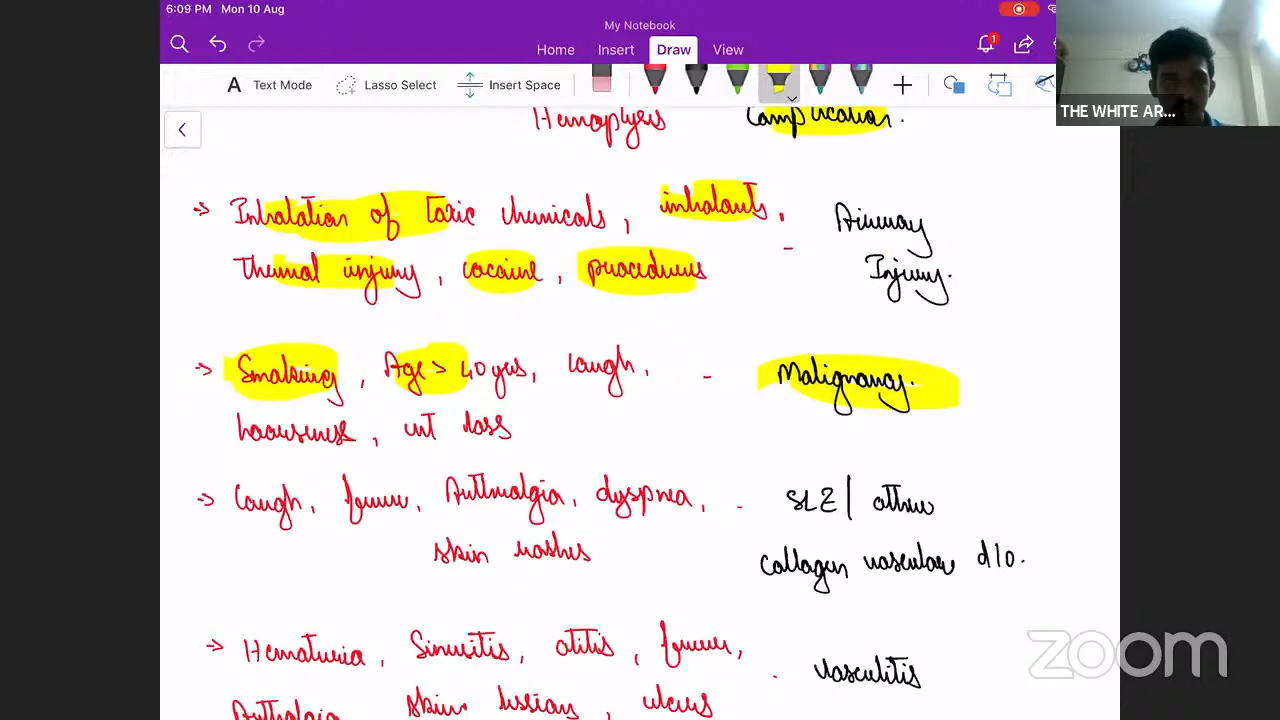 6:09 PM Mon 10 Aug
My Notebook
Home Insert Draw View
1
A Text Mode Lasso Select Insert Space
THE WHITE AR...
Hemoptysis Complication.
→ Inhalation of toxic chemicals, inhalants, - Airway
Thermal injury, cocaine, procedures Injury.
→ Smoking, Age > 40 yrs, cough, - Malignancy.
hoarseness, wt loss
→ Cough, fever, Arthralgia, dyspnea, - SLE | other
skin rashes collagen vascular d/o.
→ Hematuria, Sinusitis, otitis, fever, - vasculitis
Arthralgia, skin lesions, ulcers
zoom